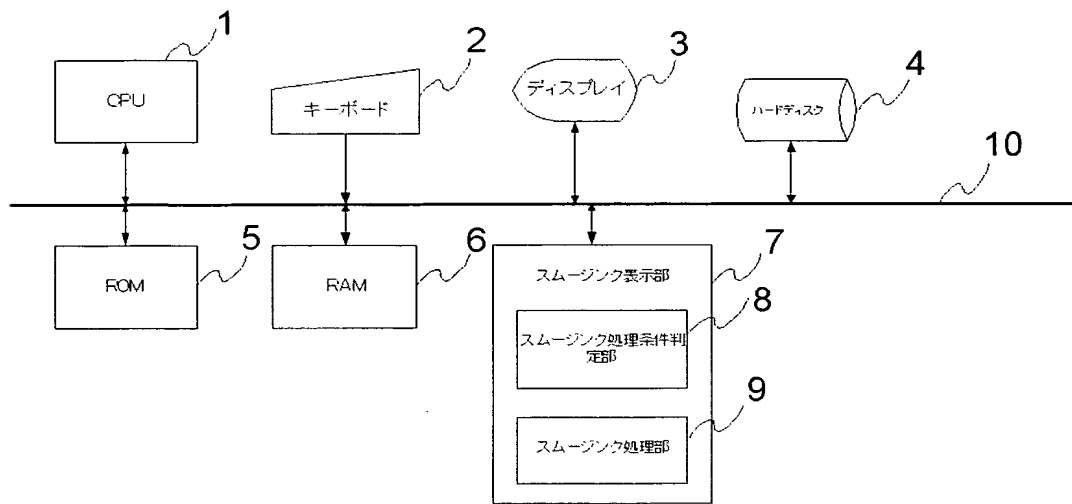 1
2
3
4
CPU
キーボード
ディスプレイ
ハードディスク
10
5
6
7
ROM
RAM
スムージング表示部
8
スムージング処理条件判
定部
9
スムージング処理部